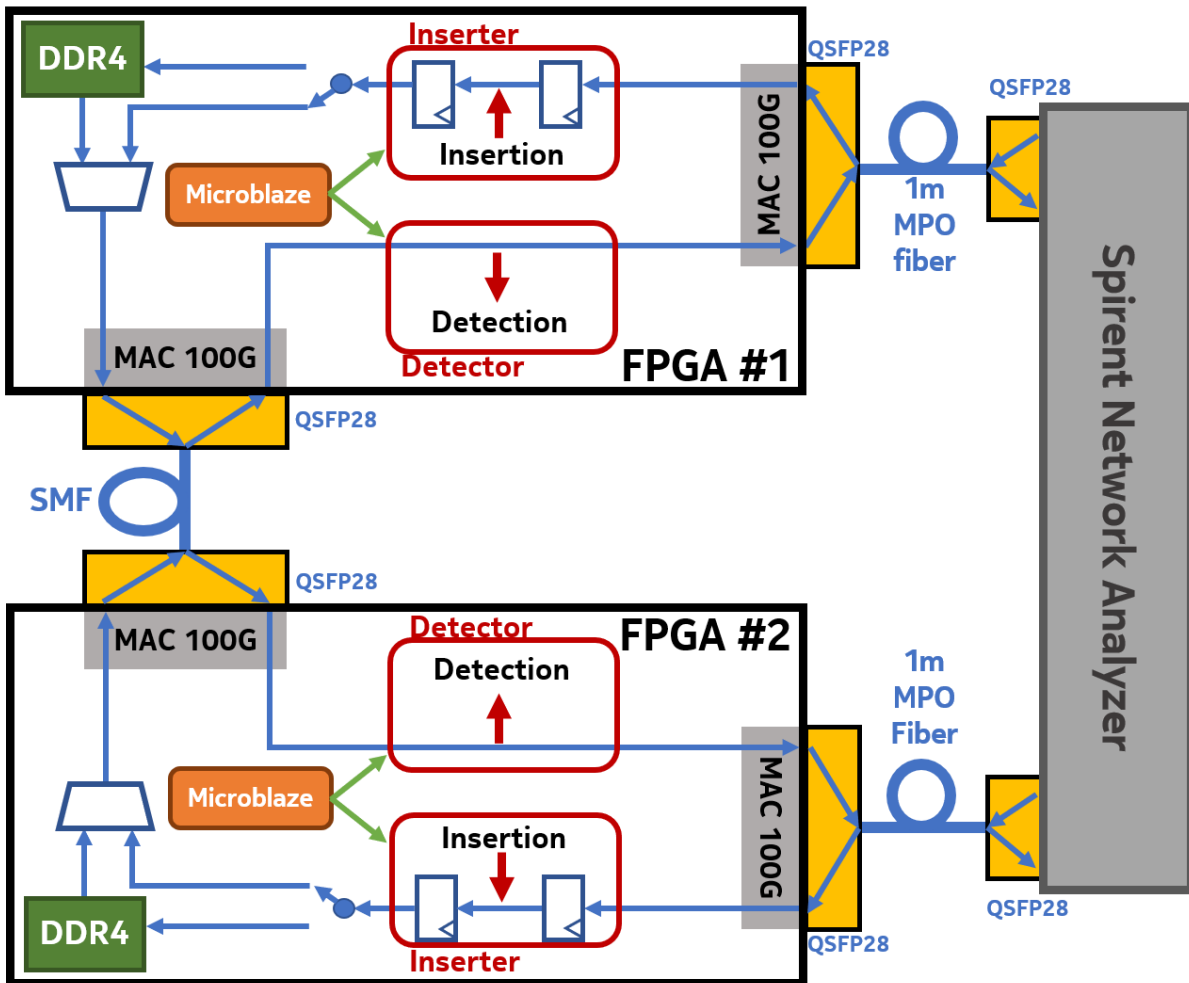 DDR4
Inserter
QSFP28
QSFP28
Insertion
MAC 100G
Microblaze
1m
MPO
fiber
Detection
MAC 100G
Detector
FPGA #1
QSFP28
Spirent Network Analyzer
SMF
QSFP28
MAC 100G
Detector
FPGA #2
Detection
1m
MPO
Fiber
Microblaze
MAC 100G
Insertion
DDR4
Inserter
QSFP28
QSFP28